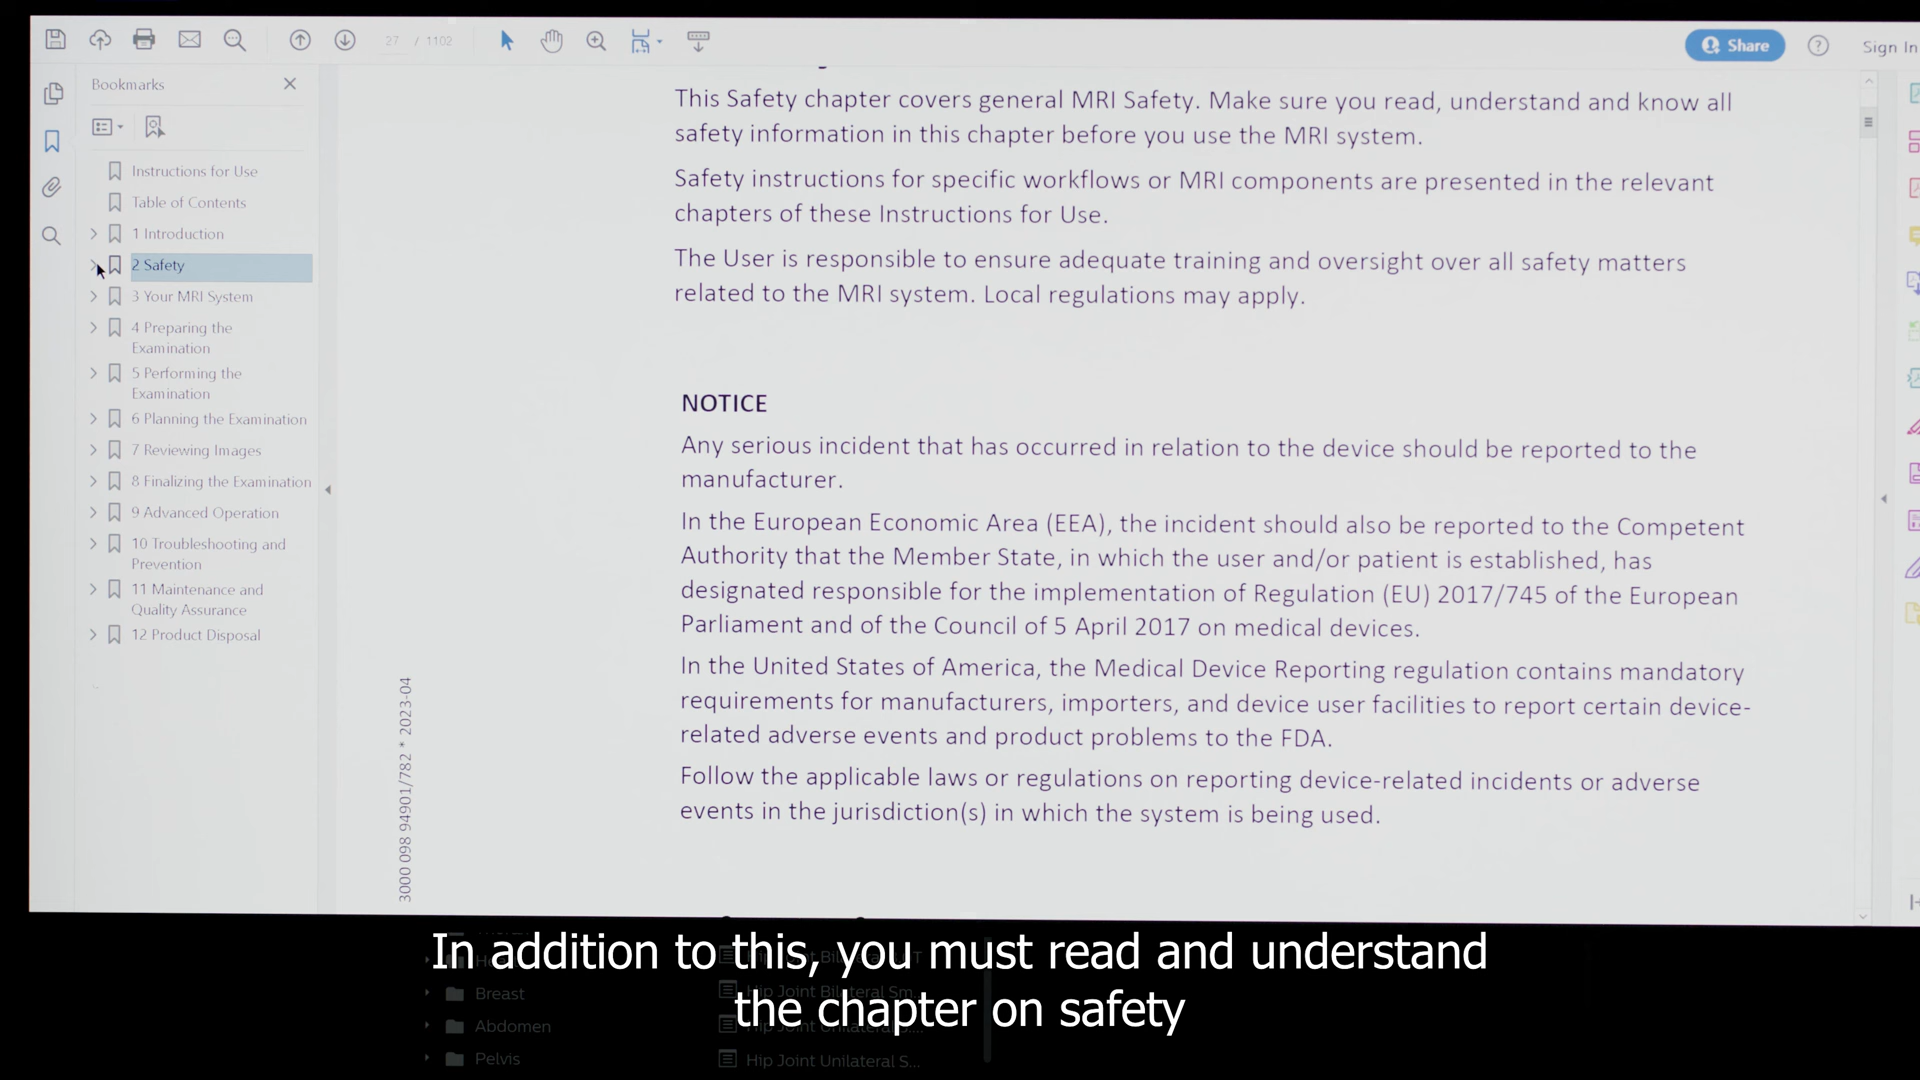 27 / 1102
Share
Sign In
Bookmarks
Instructions for Use
Table of Contents
1 Introduction
2 Safety
3 Your MRI System
4 Preparing the
Examination
5 Performing the
Examination
6 Planning the Examination
7 Reviewing Images
8 Finalizing the Examination
9 Advanced Operation
10 Troubleshooting and
Prevention
11 Maintenance and
Quality Assurance
12 Product Disposal
This Safety chapter covers general MRI Safety. Make sure you read, understand and know all
safety information in this chapter before you use the MRI system.
Safety instructions for specific workflows or MRI components are presented in the relevant
chapters of these Instructions for Use.
The User is responsible to ensure adequate training and oversight over all safety matters
related to the MRI system. Local regulations may apply.
NOTICE
Any serious incident that has occurred in relation to the device should be reported to the
manufacturer.
In the European Economic Area (EEA), the incident should also be reported to the Competent
Authority that the Member State, in which the user and/or patient is established, has
designated responsible for the implementation of Regulation (EU) 2017/745 of the European
Parliament and of the Council of 5 April 2017 on medical devices.
In the United States of America, the Medical Device Reporting regulation contains mandatory
requirements for manufacturers, importers, and device user facilities to report certain device-
related adverse events and product problems to the FDA.
Follow the applicable laws or regulations on reporting device-related incidents or adverse
events in the jurisdiction(s) in which the system is being used.
3000 098 94901/782 * 2023-04
In addition to this, you must read and understand
the chapter on safety
Breast
Abdomen
Pelvis
Hip Joint Bilateral Sm...
Hip Joint Unilateral S...